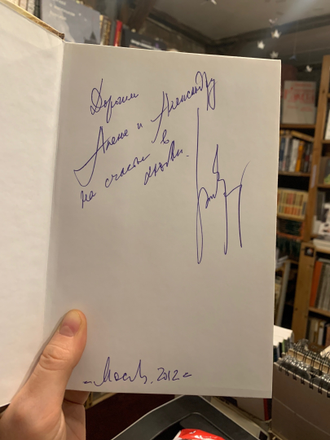 Дорогим
Алене и Александру
на счастье в
любви.
Москва, 2012 г